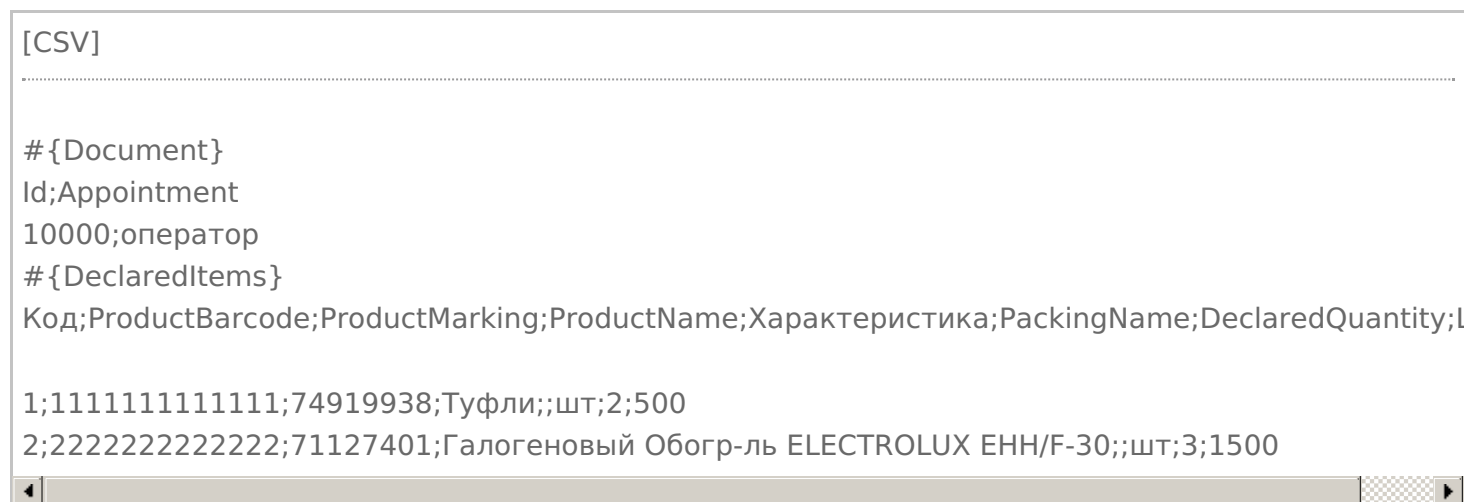 [CSV]
#{Document}
Id;Appointment
10000;оператор
#{DeclaredItems}
Код;ProductBarcode;ProductMarking;ProductName;Характеристика;PackingName;DeclaredQuantity;
1;1111111111111;74919938;Туфли;;шт;2;500
2;2222222222222;71127401;Галогеновый Обогр-ль ELECTROLUX EHH/F-30;;шт;3;1500